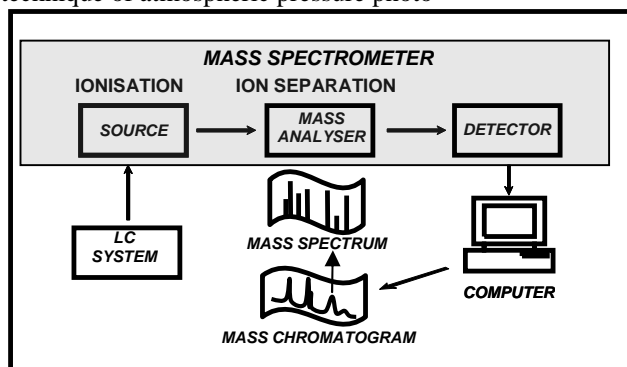 technique of atmospheric pressure photo
MASS SPECTROMETER
IONISATION ION SEPARATION
SOURCE
MASS
ANALYSER
DETECTOR
LC
SYSTEM
MASS SPECTRUM
COMPUTER
MASS CHROMATOGRAM